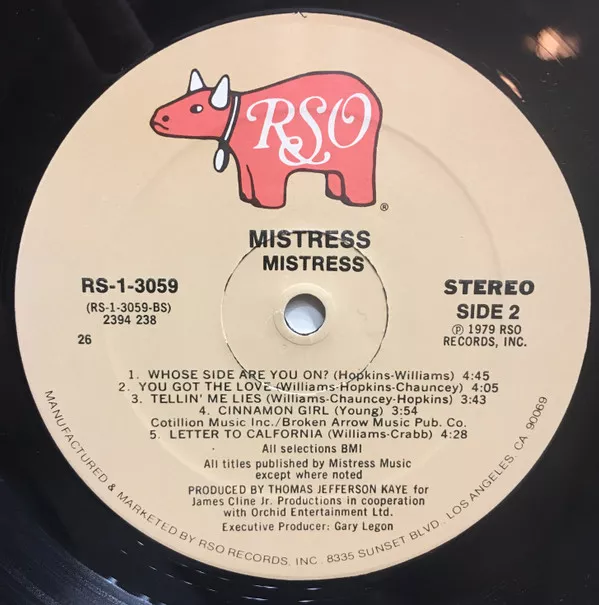 RSO
®
MISTRESS
MISTRESS
RS-1-3059
(RS-1-3059-BS)
2394 238
26
STEREO
SIDE 2
℗ 1979 RSO
RECORDS, INC.
1. WHOSE SIDE ARE YOU ON? (Hopkins-Williams) 4:45
2. YOU GOT THE LOVE (Williams-Hopkins-Chauncey) 4:05
3. TELLIN' ME LIES (Williams-Chauncey-Hopkins) 3:43
4. CINNAMON GIRL (Young) 3:54
Cotillion Music Inc./Broken Arrow Music Pub. Co.
5. LETTER TO CALFORNIA (Williams-Crabb) 4:28
All selections BMI
All titles published by Mistress Music
except where noted
PRODUCED BY THOMAS JEFFERSON KAYE for
James Cline Jr. Productions in cooperation
with Orchid Entertainment Ltd.
Executive Producer: Gary Legon
MANUFACTURED & MARKETED BY RSO RECORDS, INC. 8335 SUNSET BLVD., LOS ANGELES, CA 90069